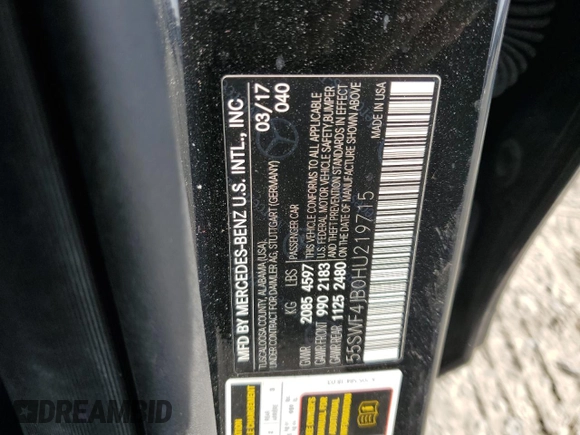 MFD BY MERCEDES-BENZ U.S. INTL., INC
TUSCALOOSA COUNTY, ALABAMA (USA),
UNDER CONTRACT FOR DAIMLER AG, STUTTGART (GERMANY)
03/17
040
KG LBS PASSENGER CAR
GVWR 2085 4597
GAWR FRONT 990 2183
GAWR REAR 1125 2480
THIS VEHICLE CONFORMS TO ALL APPLICABLE
U.S. FEDERAL MOTOR VEHICLE SAFETY, BUMPER
AND THEFT PREVENTION STANDARDS IN EFFECT
ON THE DATE OF MANUFACTURE SHOWN ABOVE
55SWF4JB0HU219715
MADE IN USA
DREAMBID